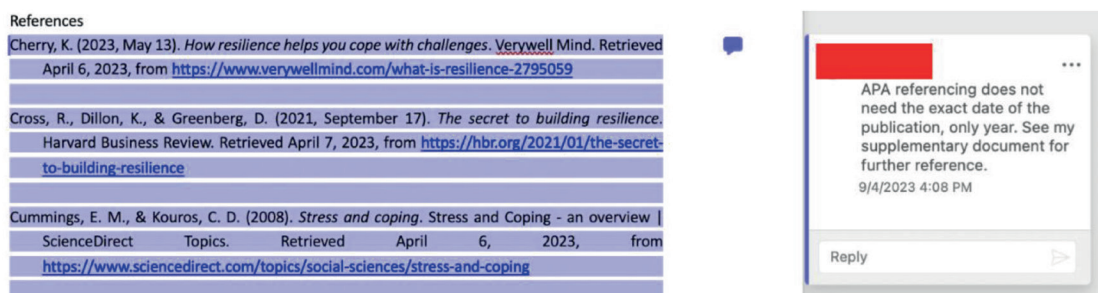 References
Cherry, K. (2023, May 13). How resilience helps you cope with challenges. Verywell Mind. Retrieved
April 6, 2023, from https://www.verywellmind.com/what-is-resilience-2795059
Cross, R., Dillon, K., & Greenberg, D. (2021, September 17). The secret to building resilience.
Harvard Business Review. Retrieved April 7, 2023, from https://hbr.org/2021/01/the-secret-
to-building-resilience
Cummings, E. M., & Kouros, C. D. (2008). Stress and coping. Stress and Coping - an overview |
ScienceDirect Topics. Retrieved April 6, 2023, from
https://www.sciencedirect.com/topics/social-sciences/stress-and-coping
APA referencing does not
need the exact date of the
publication, only year. See my
supplementary document for
further reference.
9/4/2023 4:08 PM
Reply